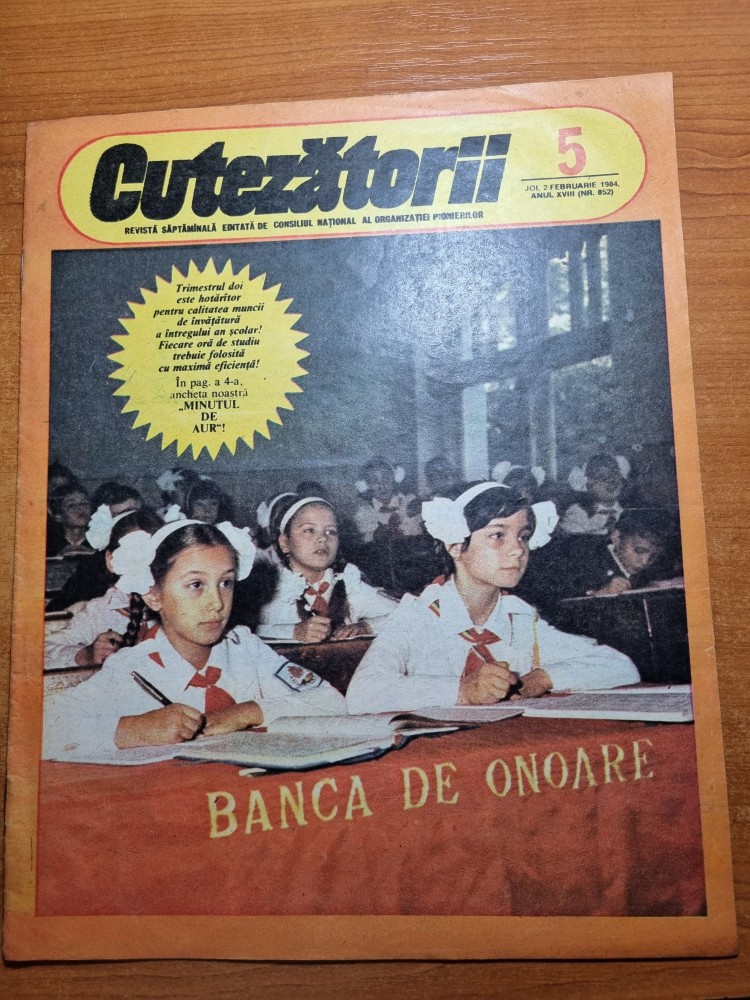 Cutezătorii
5
JOI, 2 FEBRUARIE 1984,
ANUL XVIII (NR. 852)
REVISTĂ SĂPTĂMÎNALĂ EDITATĂ DE CONSILIUL NAȚIONAL AL ORGANIZAȚIEI PIONIERILOR
Trimestrul doi
este hotărîtor
pentru calitatea muncii
de învățătură
a întregului an școlar!
Fiecare oră de studiu
trebuie folosită
cu maximă eficiență!
În pag. a 4-a,
ancheta noastră
„MINUTUL
DE
AUR"!
BANCA DE ONOARE